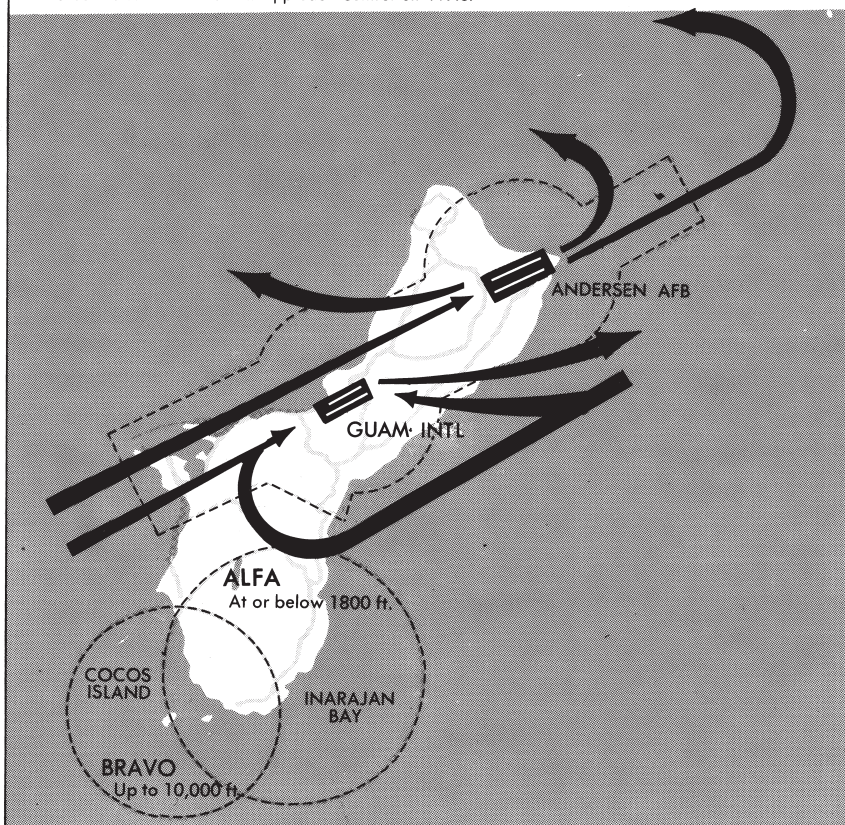 ANDERSEN AFB
GUAM INTL
ALFA
At or below 1800 ft.
COCOS
ISLAND
INARAJAN
BAY
BRAVO
Up to 10,000 ft.